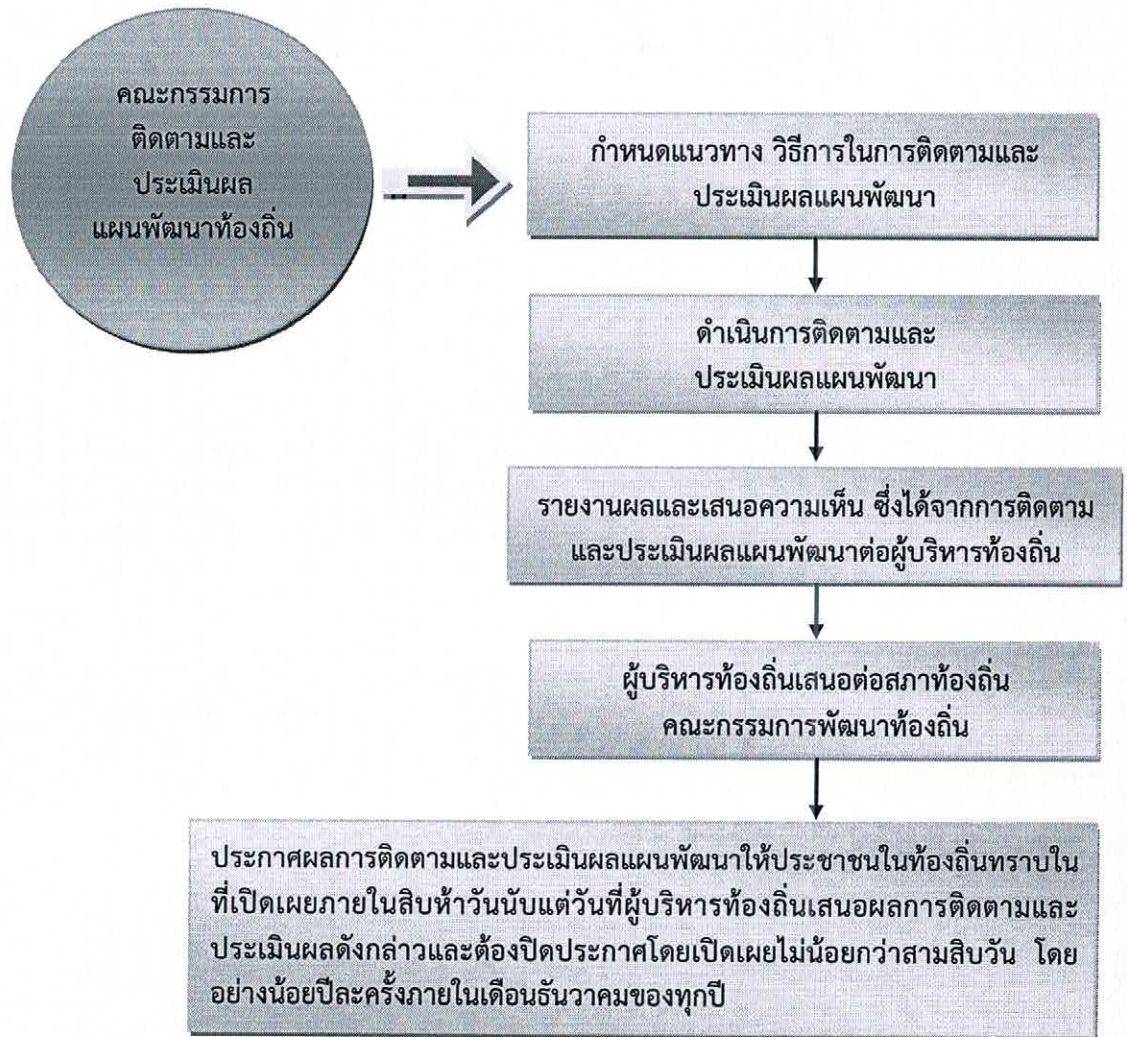 คณะกรรมการ
ติดตามและ
ประเมินผล
แผนพัฒนาท้องถิ่น
กำหนดแนวทาง วิธีการในการติดตามและ
ประเมินผลแผนพัฒนา
ดำเนินการติดตามและ
ประเมินผลแผนพัฒนา
รายงานผลและเสนอความเห็น ซึ่งได้จากการติดตาม
และประเมินผลแผนพัฒนาต่อผู้บริหารท้องถิ่น
ผู้บริหารท้องถิ่นเสนอต่อสภาท้องถิ่น
คณะกรรมการพัฒนาท้องถิ่น
ประกาศผลการติดตามและประเมินผลแผนพัฒนาให้ประชาชนในท้องถิ่นทราบใน
ที่เปิดเผยภายในสิบห้าวันนับแต่วันที่ผู้บริหารท้องถิ่นเสนอผลการติดตามและ
ประเมินผลดังกล่าวและต้องปิดประกาศโดยเปิดเผยไม่น้อยกว่าสามสิบวัน โดย
อย่างน้อยปีละครั้งภายในเดือนธันวาคมของทุกปี